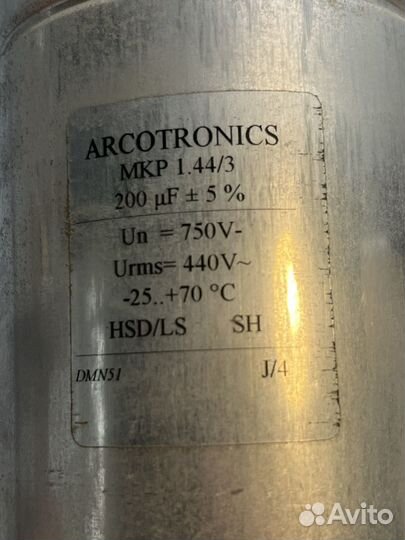 ARCOTRONICS
MKP 1.44/3
200 µF ± 5 %
Un = 750V-
Urms= 440V~
-25..+70 °C
HSD/LS SH
DMN51 J/4
Avito